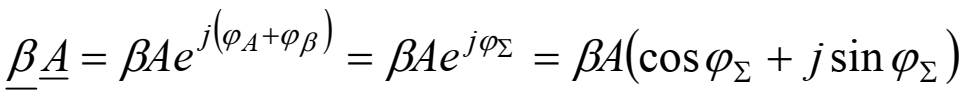 β̲ A̲ = βAe^{j(φ_A+φ_β)} = βAe^{jφ_Σ} = βA(cos φ_Σ + j sin φ_Σ)